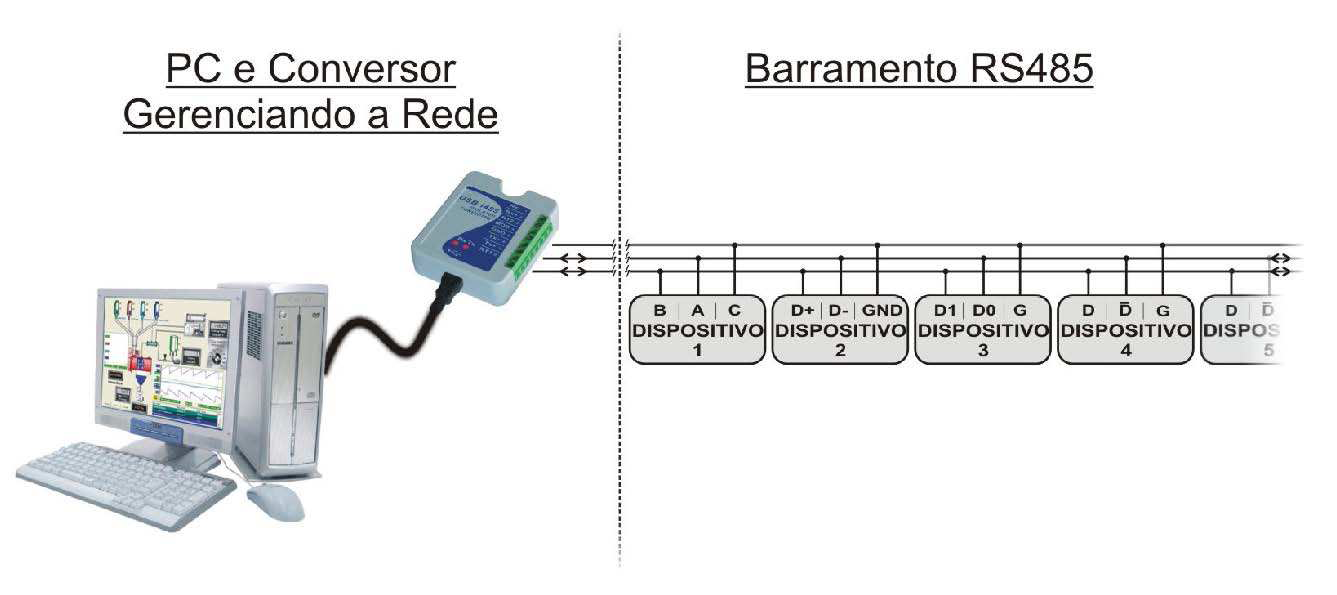 PC e Conversor
Gerenciando a Rede
Barramento RS485
USB-i485
B | A | C
DISPOSITIVO
1
D+ | D- | GND
DISPOSITIVO
2
D1 | D0 | G
DISPOSITIVO
3
D | D̅ | G
DISPOSITIVO
4
D | D̅
DISPOS
5